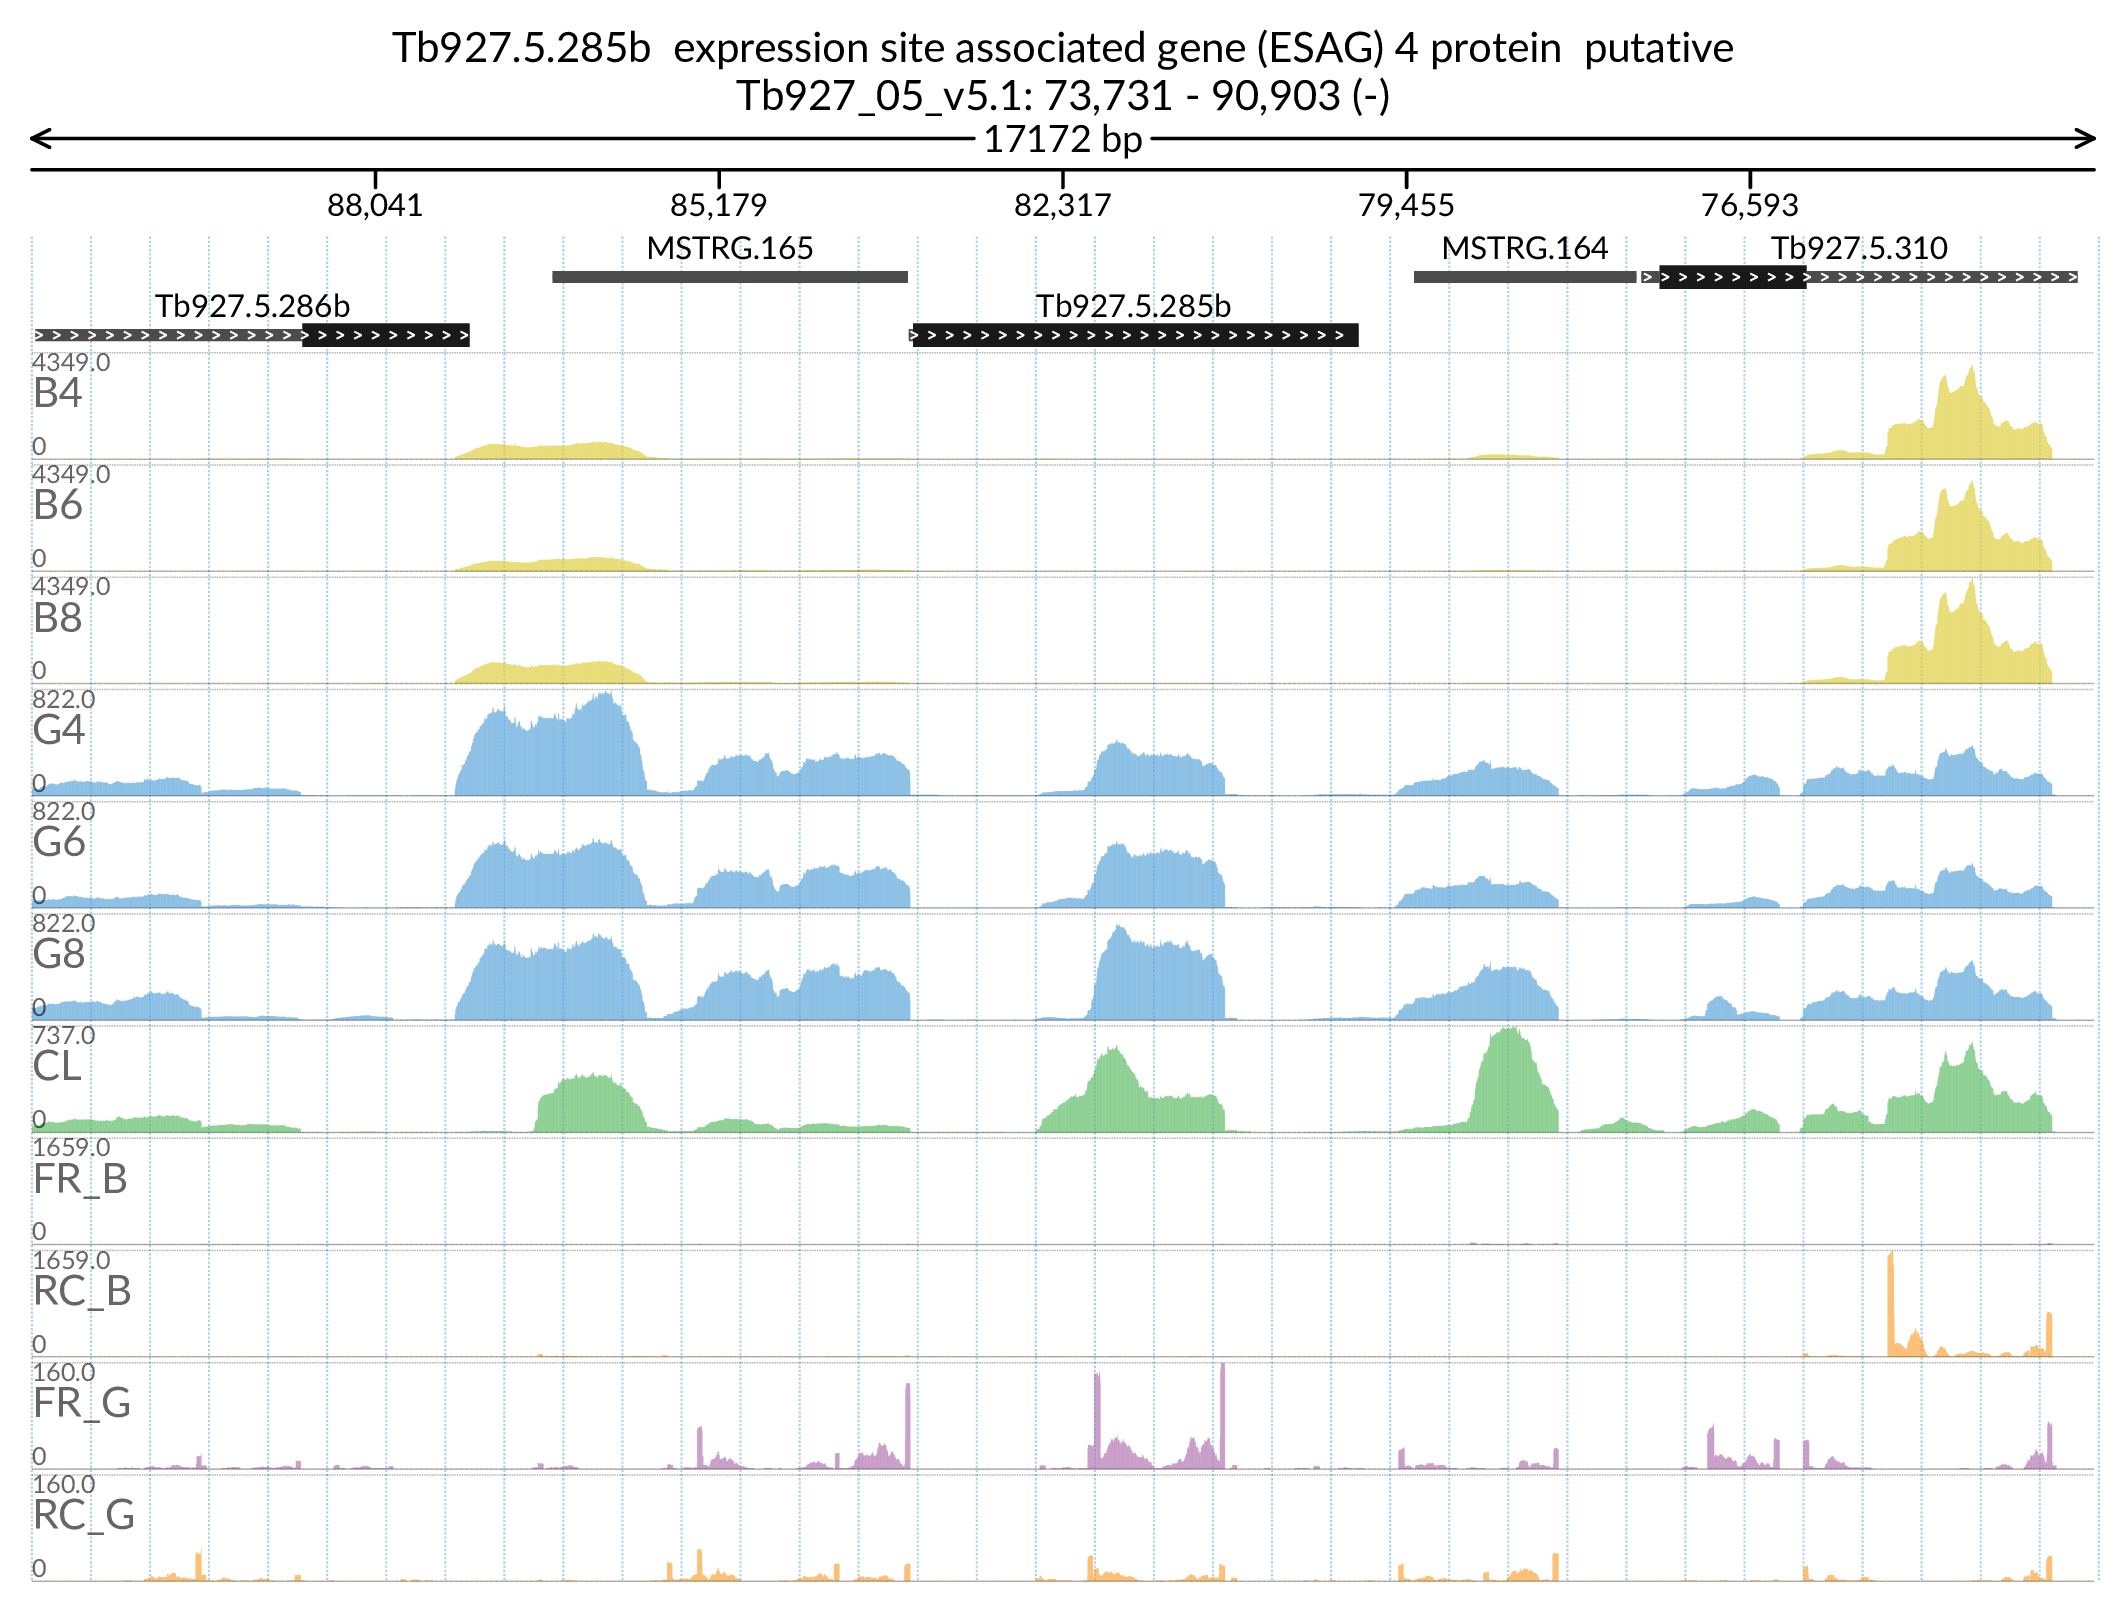 Tb927.5.285b  expression site associated gene (ESAG) 4 protein  putative
Tb927_05_v5.1: 73,731 - 90,903 (-)
17172 bp
88,041 85,179 82,317 79,455 76,593
MSTRG.165 MSTRG.164 Tb927.5.310
Tb927.5.286b Tb927.5.285b
4349.0
B4
0
4349.0
B6
0
4349.0
B8
0
822.0
G4
0
822.0
G6
0
822.0
G8
0
737.0
CL
0
1659.0
FR_B
0
1659.0
RC_B
0
160.0
FR_G
0
160.0
RC_G
0